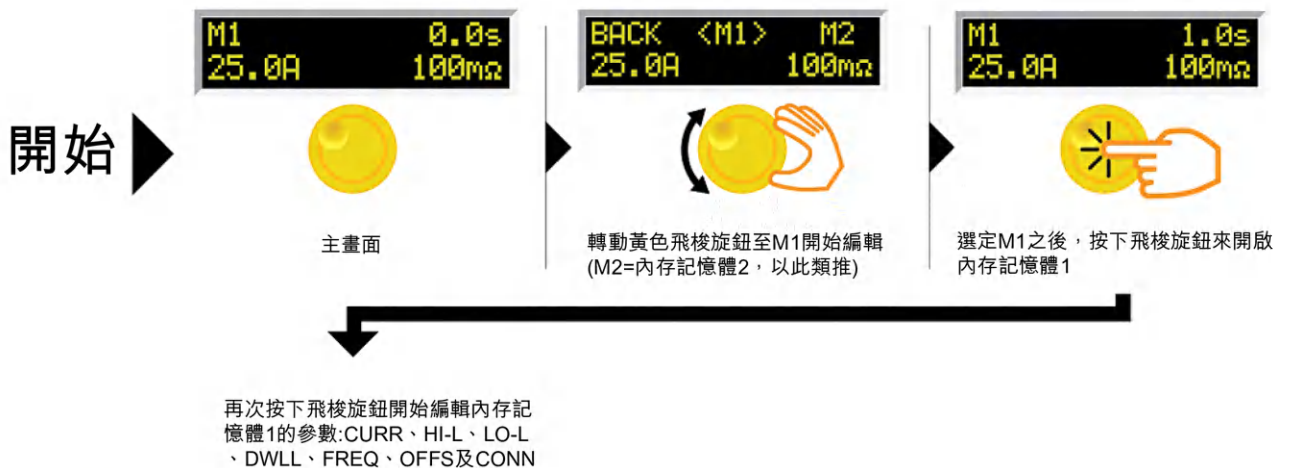 開始
M1 0.0s
25.0A 100mΩ
主畫面
BACK <M1> M2
25.0A 100mΩ
轉動黃色飛梭旋鈕至M1開始編輯
(M2=內存記憶體2，以此類推)
M1 1.0s
25.0A 100mΩ
選定M1之後，按下飛梭旋鈕來開啟
內存記憶體1
再次按下飛梭旋鈕開始編輯內存記
憶體1的參數:CURR、HI-L、LO-L
、DWLL、FREQ、OFFS及CONN